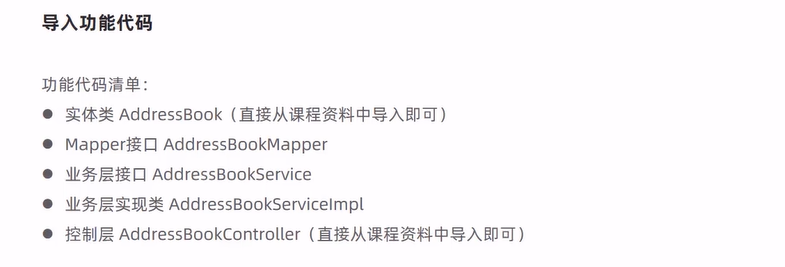 导入功能代码
功能代码清单：
● 实体类 AddressBook（直接从课程资料中导入即可）
● Mapper接口 AddressBookMapper
● 业务层接口 AddressBookService
● 业务层实现类 AddressBookServiceImpl
● 控制层 AddressBookController（直接从课程资料中导入即可）